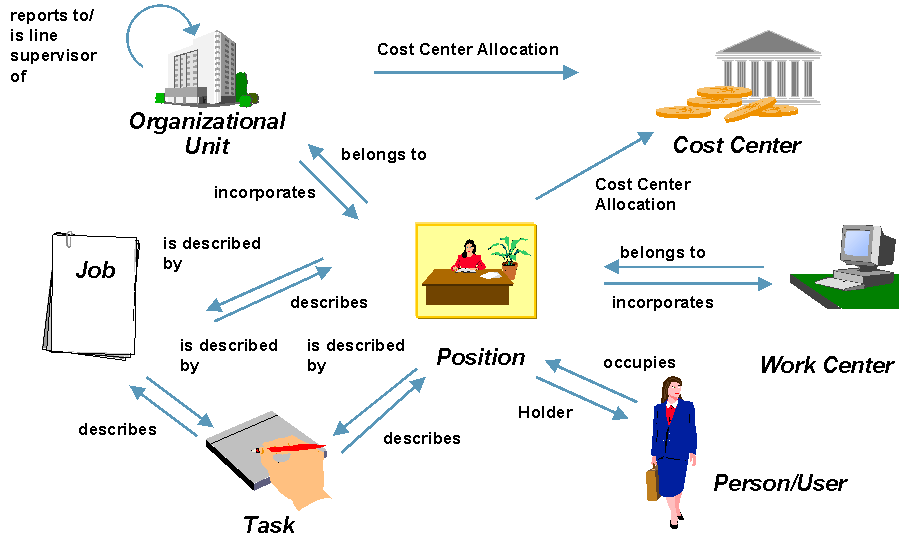 reports to/
is line
supervisor
of
Organizational
Unit
Cost Center Allocation
Cost Center
belongs to
incorporates
Cost Center
Allocation
Job
is described
by
describes
belongs to
incorporates
Work Center
is described
by
is described
by
Position
occupies
Holder
describes
describes
Person/User
Task